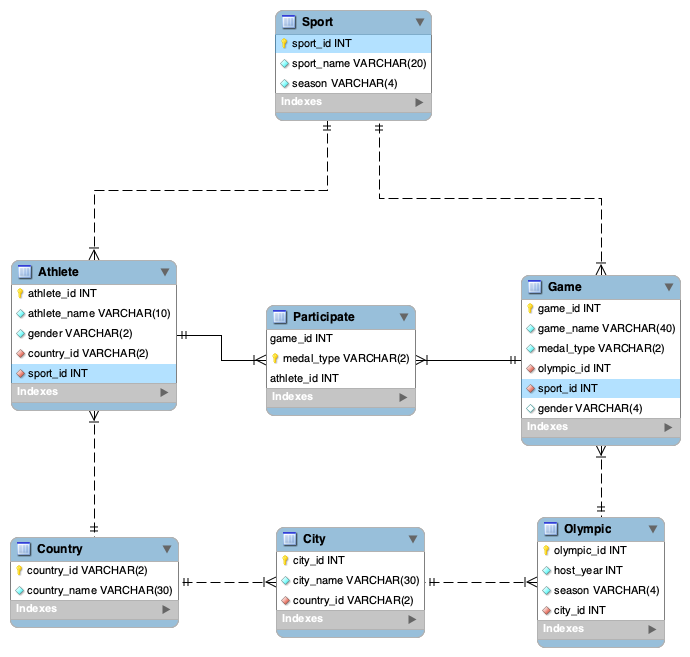 Sport
sport_id INT
sport_name VARCHAR(20)
season VARCHAR(4)
Indexes
Athlete
athlete_id INT
athlete_name VARCHAR(10)
gender VARCHAR(2)
country_id VARCHAR(2)
sport_id INT
Indexes
Participate
game_id INT
medal_type VARCHAR(2)
athlete_id INT
Indexes
Game
game_id INT
game_name VARCHAR(40)
medal_type VARCHAR(2)
olympic_id INT
sport_id INT
gender VARCHAR(4)
Indexes
Country
country_id VARCHAR(2)
country_name VARCHAR(30)
Indexes
City
city_id INT
city_name VARCHAR(30)
country_id VARCHAR(2)
Indexes
Olympic
olympic_id INT
host_year INT
season VARCHAR(4)
city_id INT
Indexes